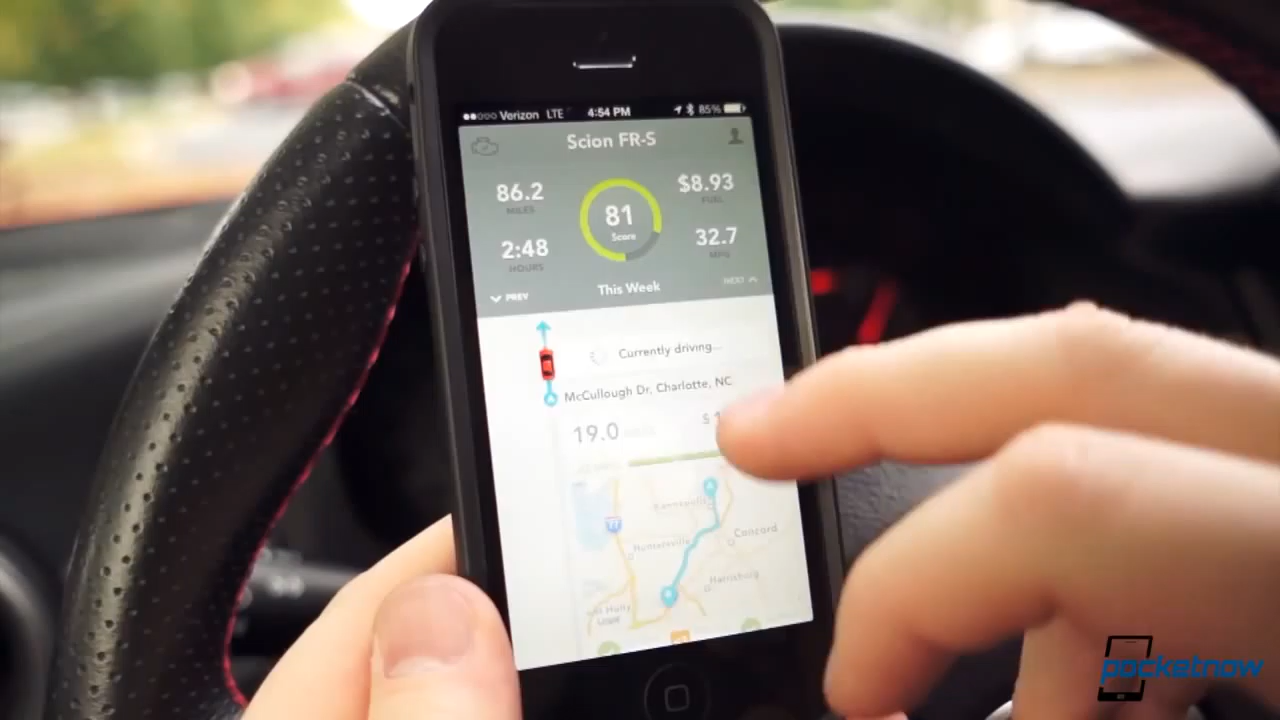 Verizon LTE 4:54 PM 85%
Scion FR-S
86.2 MILES
81 Score
$8.93 FUEL
2:48 HOURS
32.7 MPG
PREV This Week NEXT
Currently driving...
McCullough Dr, Charlotte, NC
19.0 MILES
77
Huntersville
Concord
Harrisburg
pocketnow